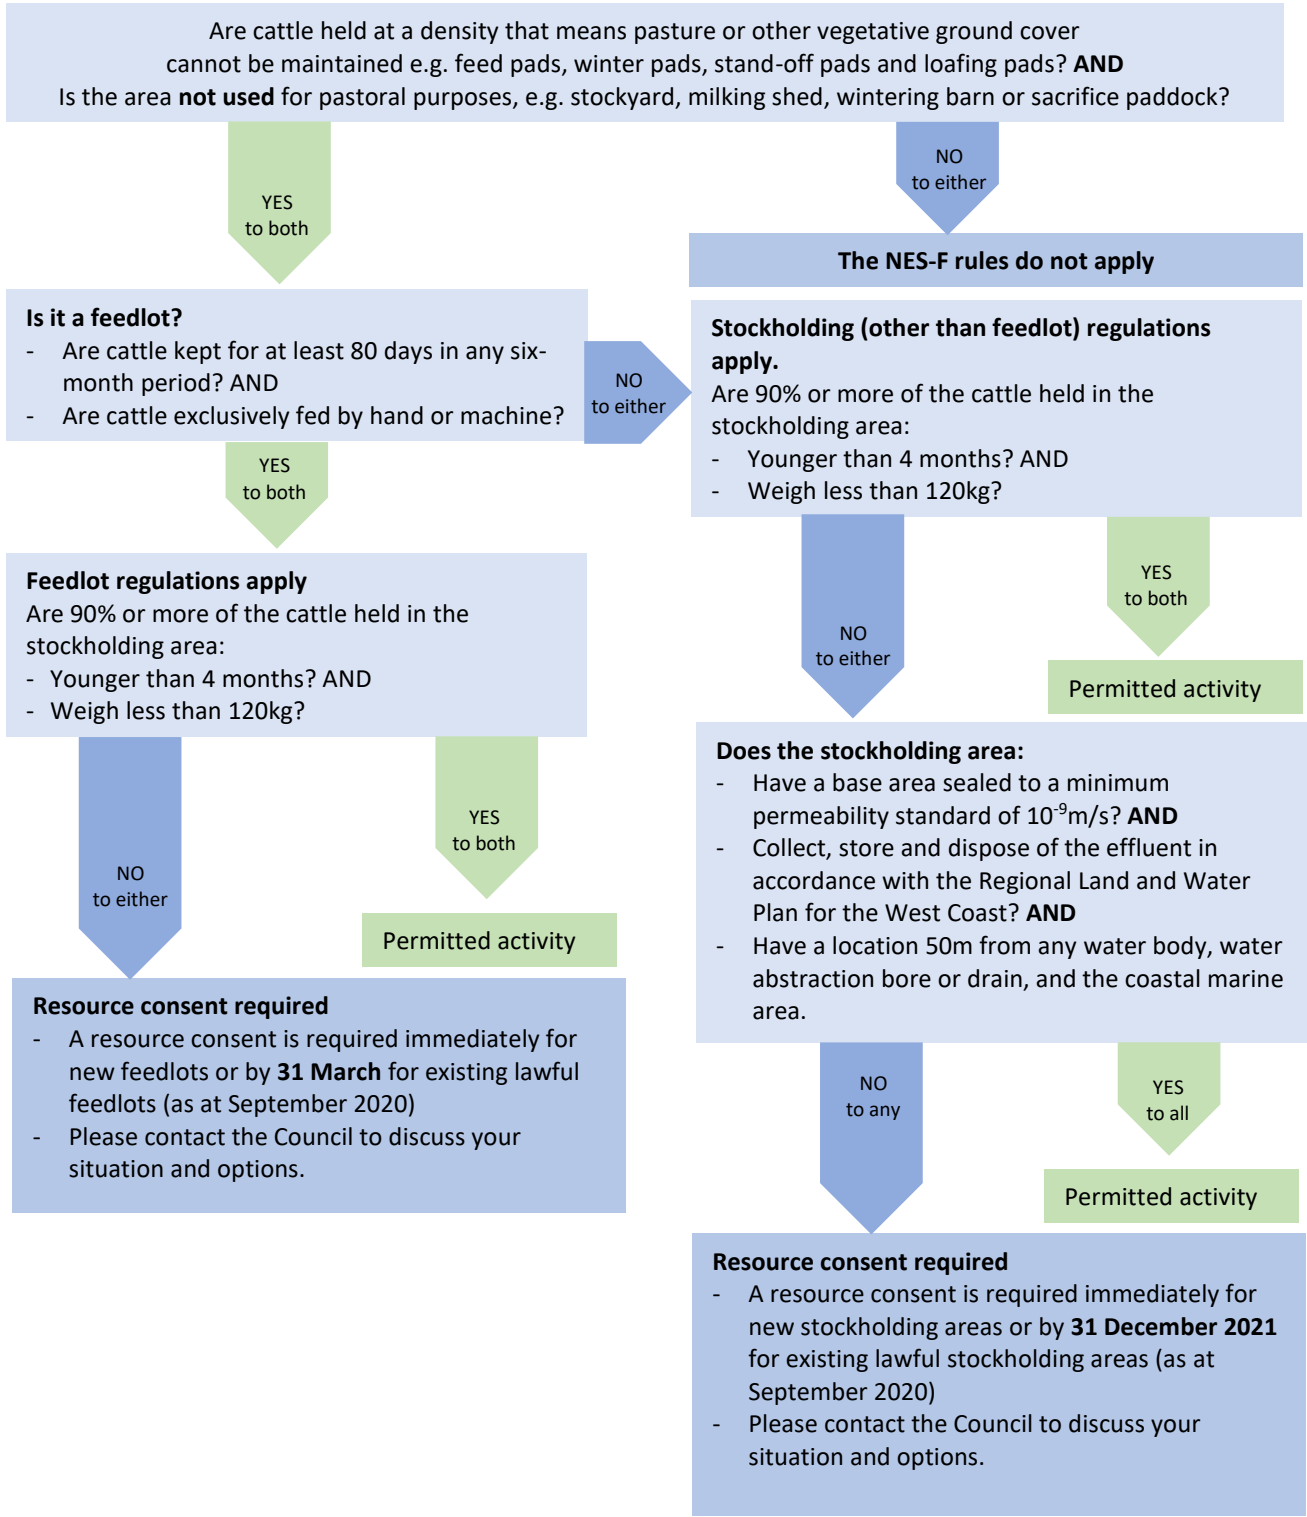 Are cattle held at a density that means pasture or other vegetative ground cover
cannot be maintained e.g. feed pads, winter pads, stand-off pads and loafing pads? AND
Is the area not used for pastoral purposes, e.g. stockyard, milking shed, wintering barn or sacrifice paddock?
YES
to both
NO
to either
The NES-F rules do not apply
Is it a feedlot?
- Are cattle kept for at least 80 days in any six-
month period? AND
- Are cattle exclusively fed by hand or machine?
NO
to either
Stockholding (other than feedlot) regulations
apply.
Are 90% or more of the cattle held in the
stockholding area:
- Younger than 4 months? AND
- Weigh less than 120kg?
YES
to both
Feedlot regulations apply
Are 90% or more of the cattle held in the
stockholding area:
- Younger than 4 months? AND
- Weigh less than 120kg?
NO
to either
YES
to both
Permitted activity
NO
to either
YES
to both
Permitted activity
Resource consent required
- A resource consent is required immediately for
new feedlots or by 31 March for existing lawful
feedlots (as at September 2020)
- Please contact the Council to discuss your
situation and options.
Does the stockholding area:
- Have a base area sealed to a minimum
permeability standard of 10⁻⁹m/s? AND
- Collect, store and dispose of the effluent in
accordance with the Regional Land and Water
Plan for the West Coast? AND
- Have a location 50m from any water body, water
abstraction bore or drain, and the coastal marine
area.
NO
to any
YES
to all
Permitted activity
Resource consent required
- A resource consent is required immediately for
new stockholding areas or by 31 December 2021
for existing lawful stockholding areas (as at
September 2020)
- Please contact the Council to discuss your
situation and options.